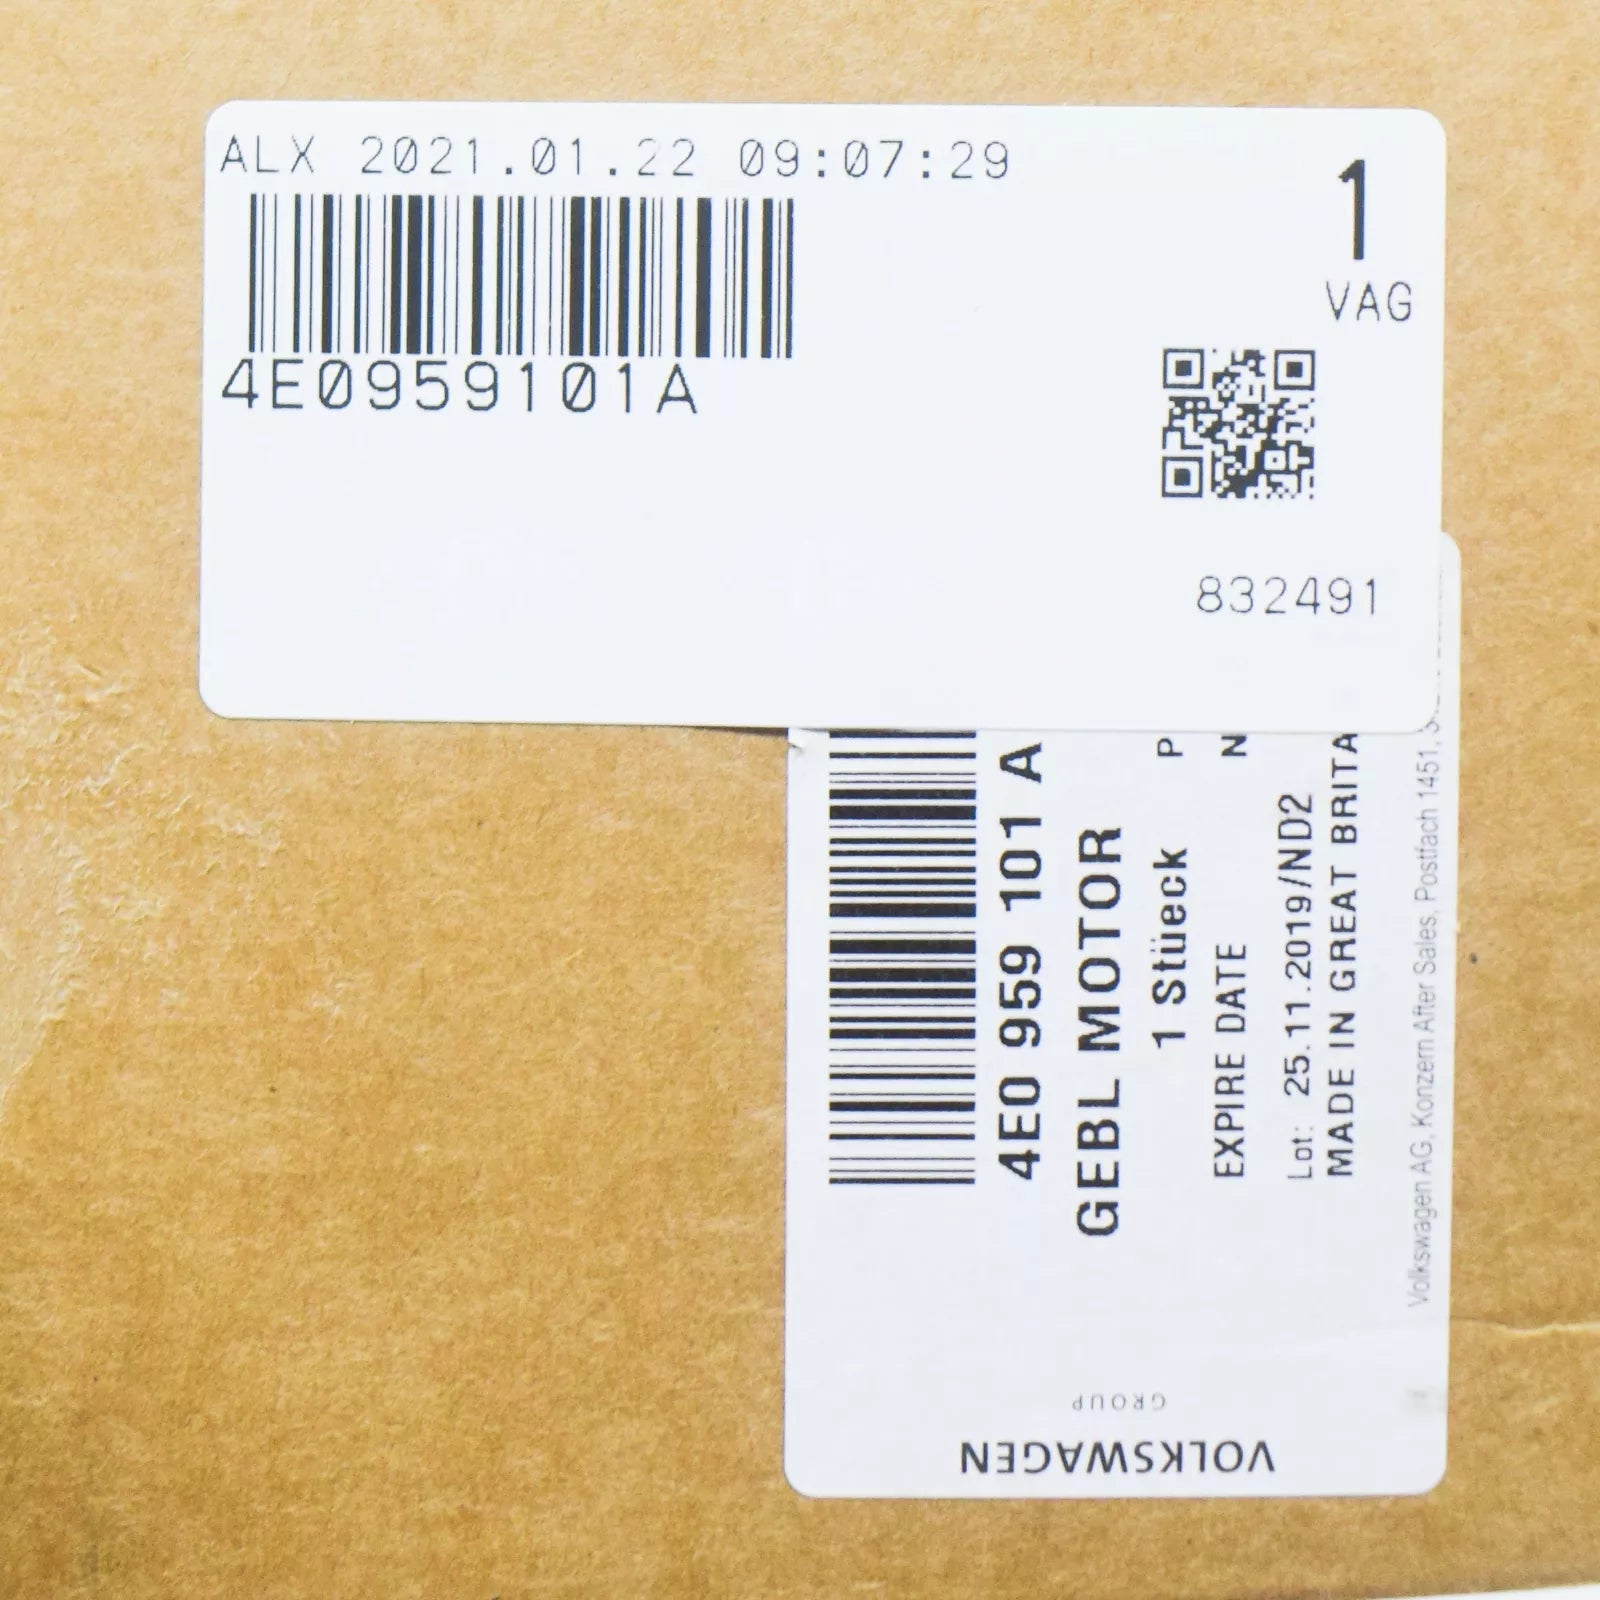 ALX 2021.01.22 09:07:29
1
VAG
4E0959101A
832491
4E0 959 101 A
GEBL MOTOR
1 Stüeck P
EXPIRE DATE N
Lot: 25.11.2019/ND2
MADE IN GREAT BRITA
Volkswagen AG, Konzern After Sales, Postfach 1451,
VOLKSWAGEN
GROUP